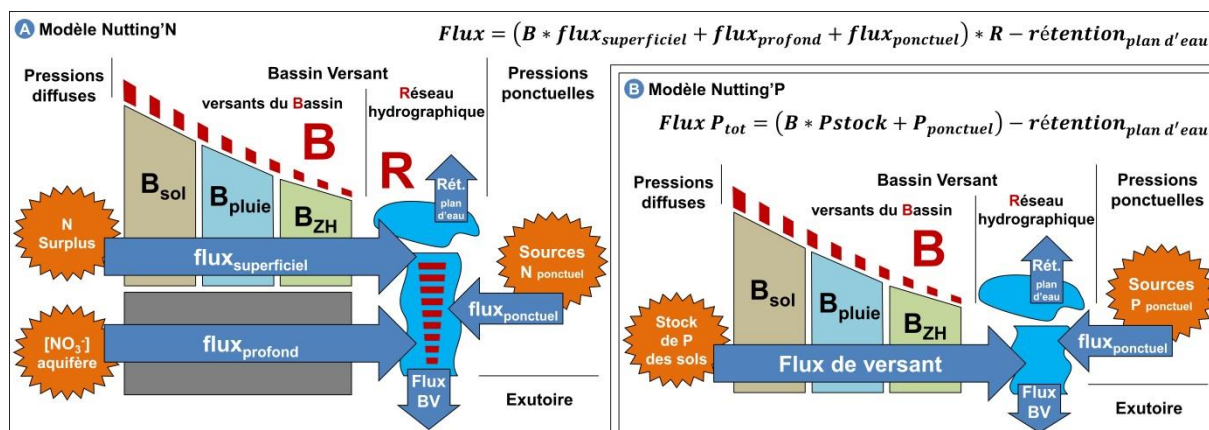 A Modèle Nutting'N
Flux = (B * flux_superficiel + flux_profond + flux_ponctuel) * R − rétention_plan d'eau
Pressions
diffuses
Bassin Versant
versants du Bassin
B
Réseau
hydrographique
R
Pressions
ponctuelles
B_sol
B_pluie
B_ZH
Rét.
plan
d'eau
N
Surplus
flux_superficiel
Sources
N ponctuel
flux_ponctuel
[NO₃⁻]
aquifère
flux_profond
Flux
BV
Exutoire
B Modèle Nutting'P
Flux P_tot = (B * Pstock + P_ponctuel) − rétention_plan d'eau
Pressions
diffuses
Bassin Versant
versants du Bassin
B
Réseau
hydrographique
Pressions
ponctuelles
B_sol
B_pluie
B_ZH
Rét.
plan
d'eau
Sources
P ponctuel
flux_ponctuel
Stock
de P
des sols
Flux de versant
Flux
BV
Exutoire